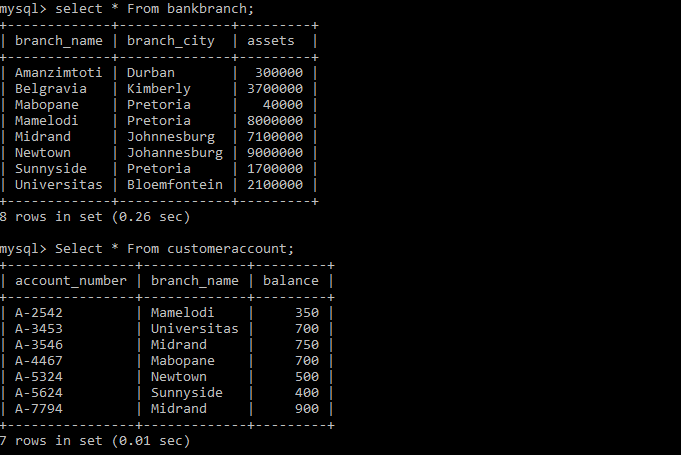 mysql> select * From bankbranch;
+-------------+--------------+---------+
| branch_name | branch_city  | assets  |
+-------------+--------------+---------+
| Amanzimtoti | Durban       |  300000 |
| Belgravia   | Kimberly     | 3700000 |
| Mabopane    | Pretoria     |   40000 |
| Mamelodi    | Pretoria     | 8000000 |
| Midrand     | Johnnesburg  | 7100000 |
| Newtown     | Johannesburg | 9000000 |
| Sunnyside   | Pretoria     | 1700000 |
| Universitas | Bloemfontein | 2100000 |
+-------------+--------------+---------+
8 rows in set (0.26 sec)
mysql> Select * From customeraccount;
+----------------+-------------+---------+
| account_number | branch_name | balance |
+----------------+-------------+---------+
| A-2542         | Mamelodi    |     350 |
| A-3453         | Universitas |     700 |
| A-3546         | Midrand     |     750 |
| A-4467         | Mabopane    |     700 |
| A-5324         | Newtown     |     500 |
| A-5624         | Sunnyside   |     400 |
| A-7794         | Midrand     |     900 |
+----------------+-------------+---------+
7 rows in set (0.01 sec)